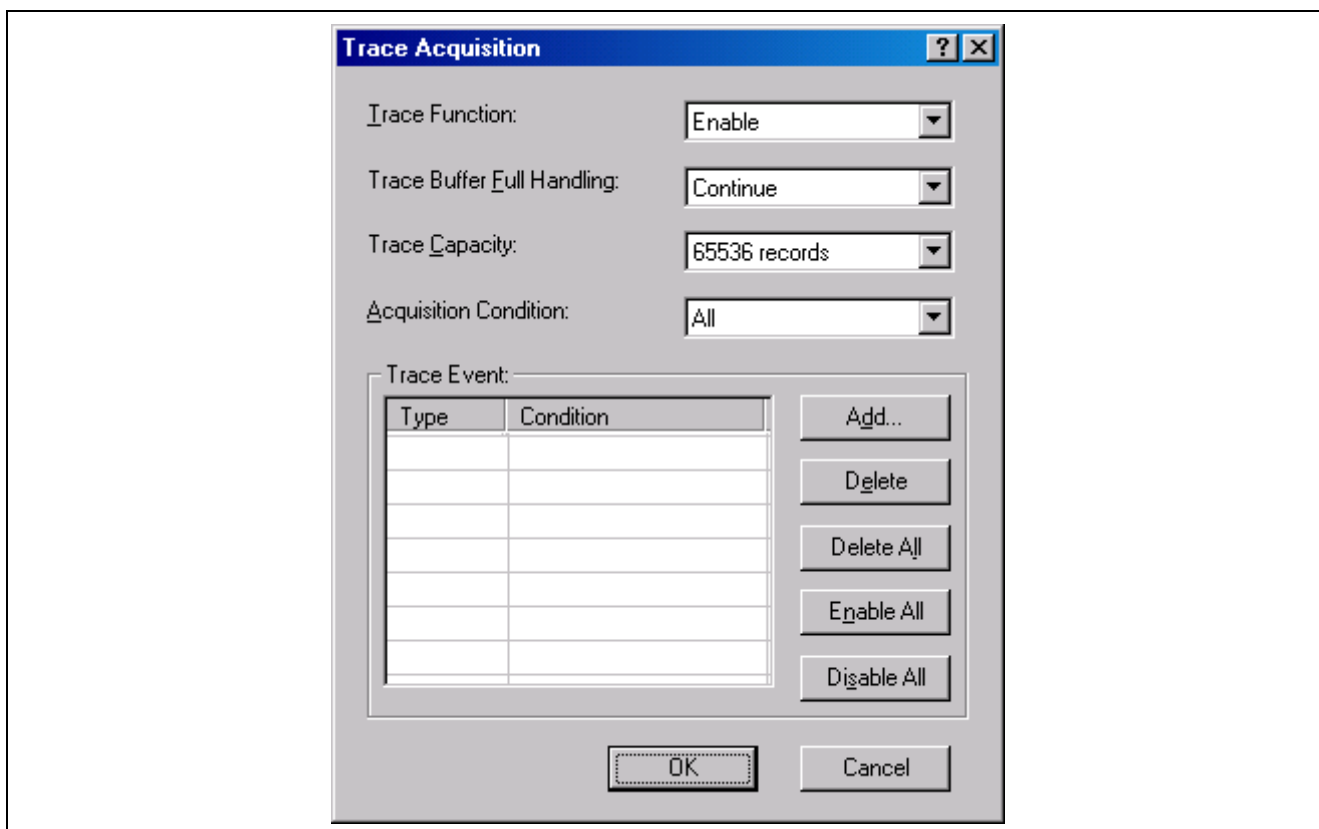 Trace Acquisition
Trace Function: Enable
Trace Buffer Full Handling: Continue
Trace Capacity: 65536 records
Acquisition Condition: All
Trace Event:
Type Condition
Add...
Delete
Delete All
Enable All
Disable All
OK Cancel